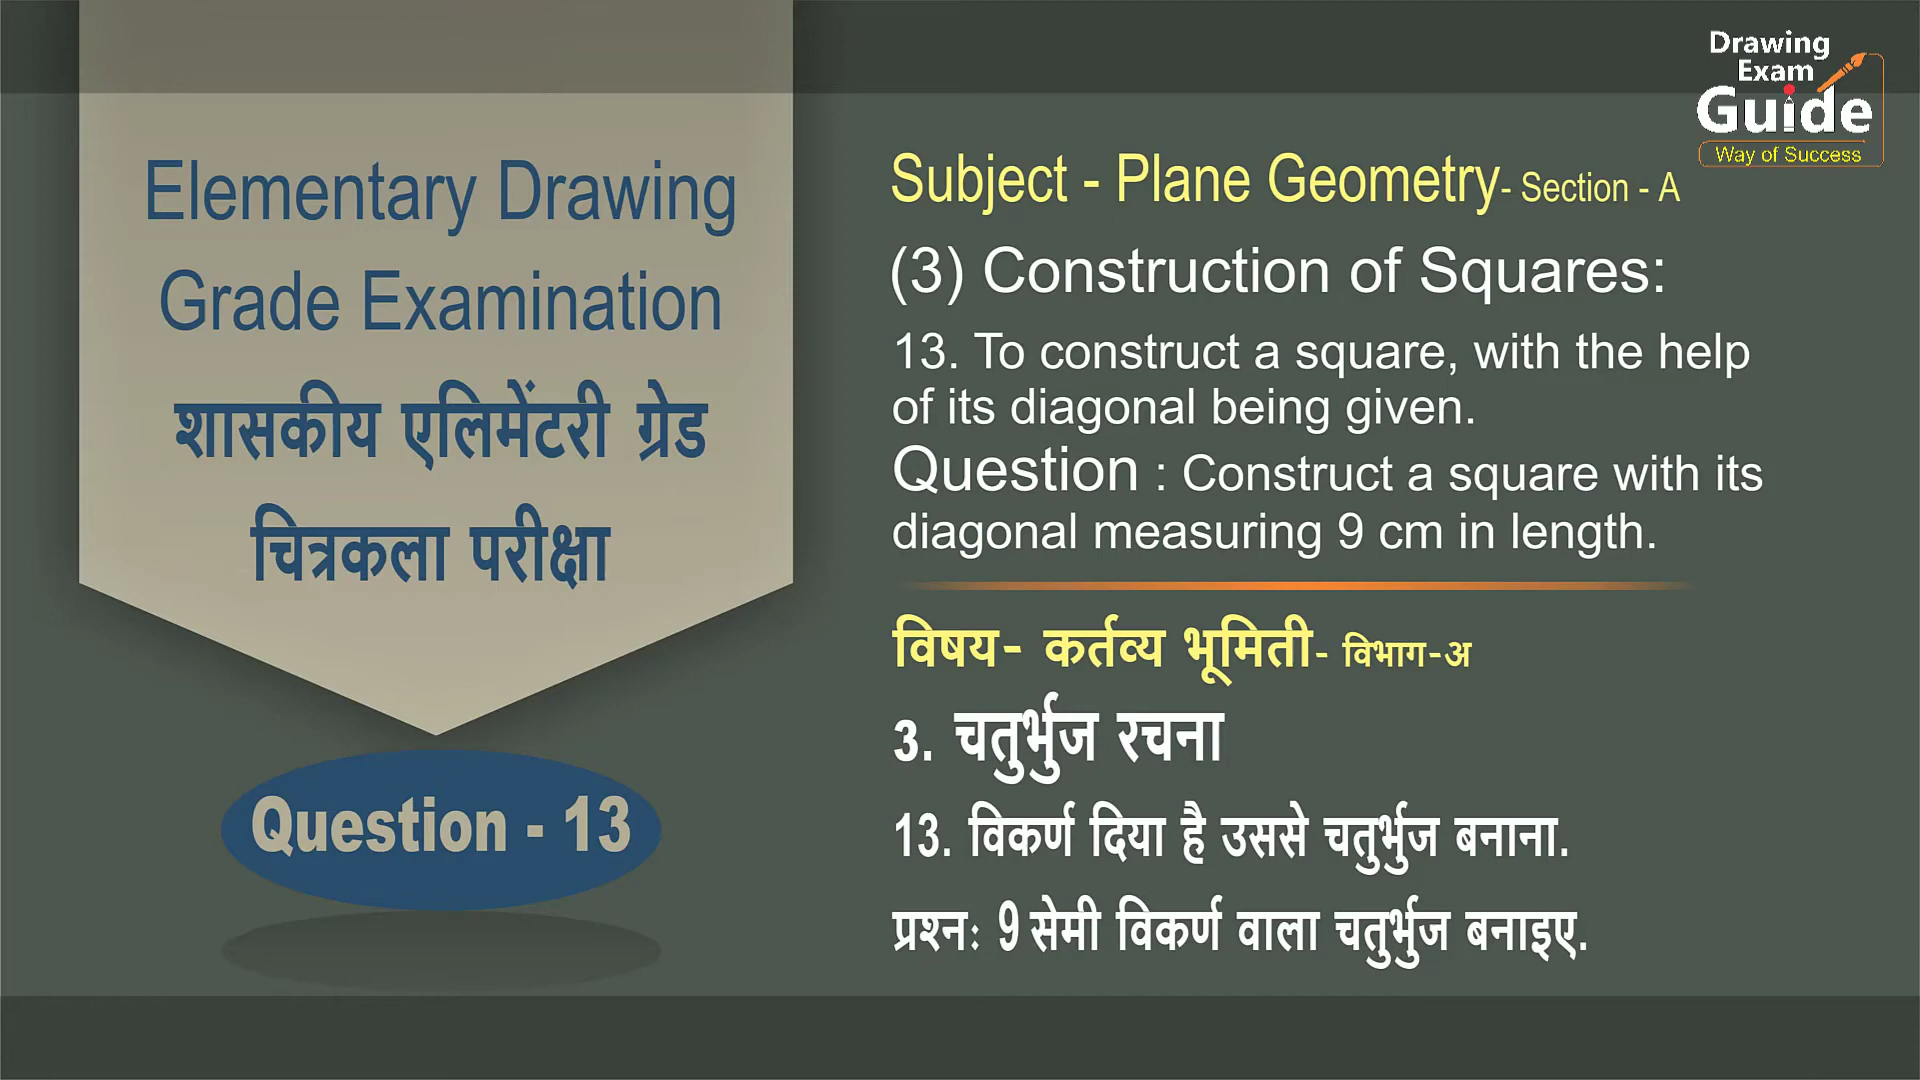 Elementary Drawing
Grade Examination
शासकीय एलिमेंटरी ग्रेड
चित्रकला परीक्षा
Question - 13
Drawing
Exam
Guide
Way of Success
Subject - Plane Geometry- Section - A
(3) Construction of Squares:
13. To construct a square, with the help
of its diagonal being given.
Question : Construct a square with its
diagonal measuring 9 cm in length.
विषय- कर्तव्य भूमिती- विभाग-अ
3. चतुर्भुज रचना
13. विकर्ण दिया है उससे चतुर्भुज बनाना.
प्रश्नः 9 सेमी विकर्ण वाला चतुर्भुज बनाइए.